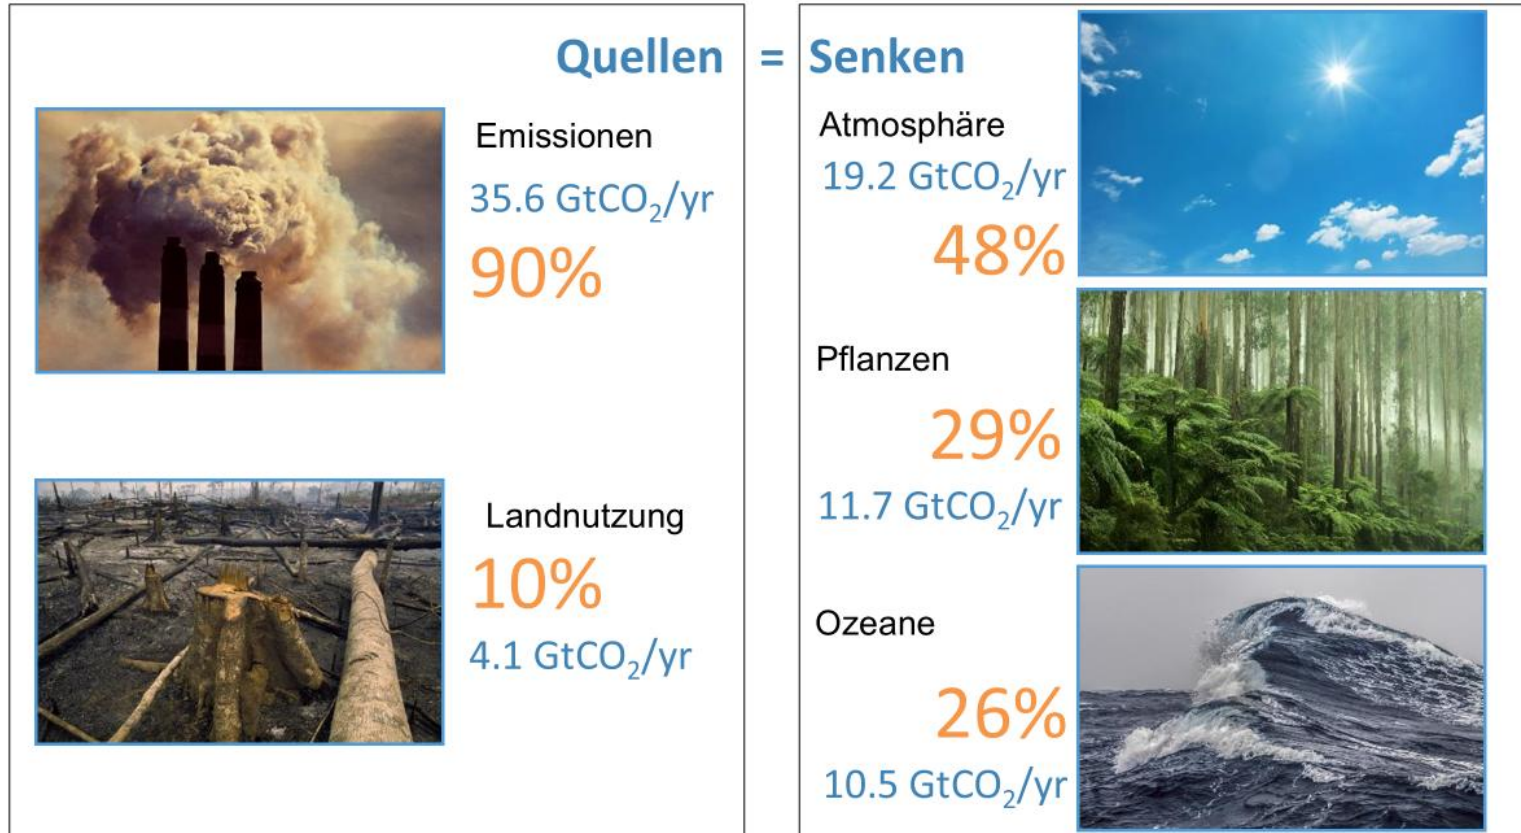 Quellen = Senken
Emissionen
35.6 GtCO₂/yr
90%
Landnutzung
10%
4.1 GtCO₂/yr
Atmosphäre
19.2 GtCO₂/yr
48%
Pflanzen
29%
11.7 GtCO₂/yr
Ozeane
26%
10.5 GtCO₂/yr